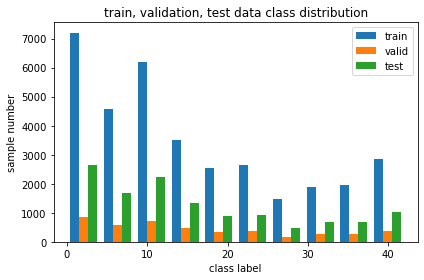 train, validation, test data class distribution
train
valid
test
sample number
7000
6000
5000
4000
3000
2000
1000
0
0 10 20 30 40
class label